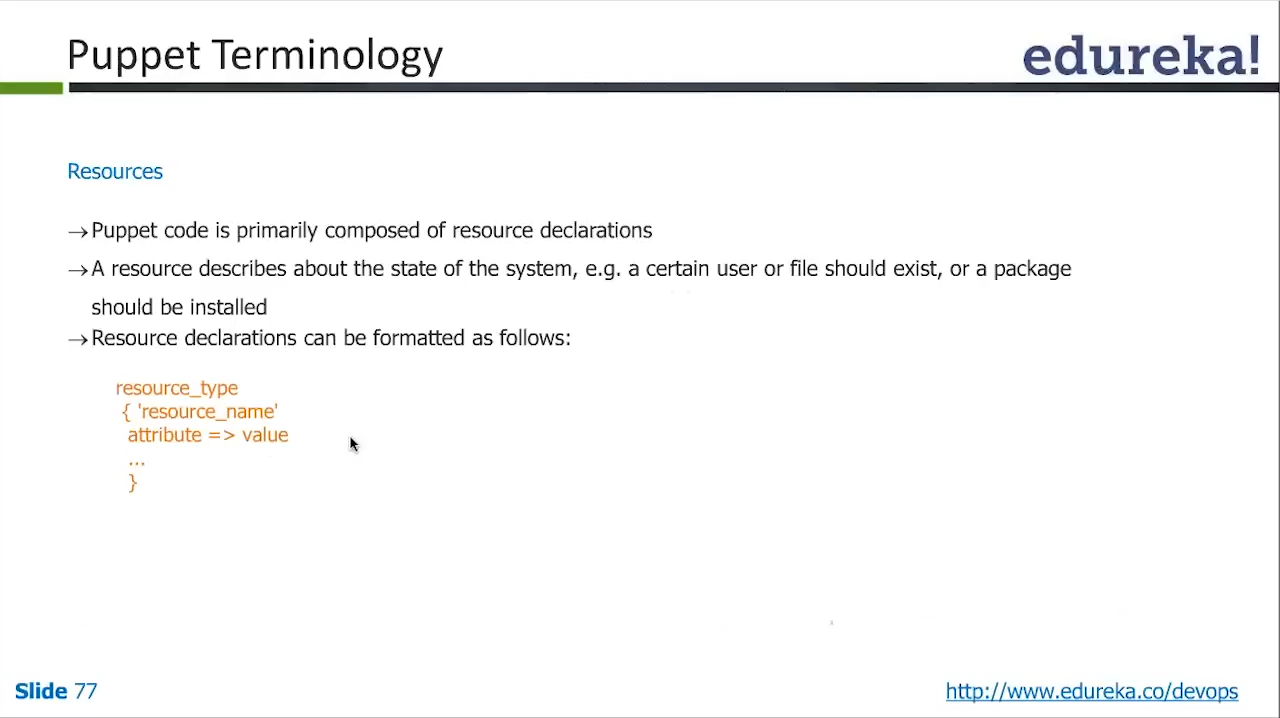 Puppet Terminology
edureka!
Resources
→Puppet code is primarily composed of resource declarations
→A resource describes about the state of the system, e.g. a certain user or file should exist, or a package
should be installed
→Resource declarations can be formatted as follows:
resource_type
{ 'resource_name'
attribute => value
...
}
Slide 77
http://www.edureka.co/devops